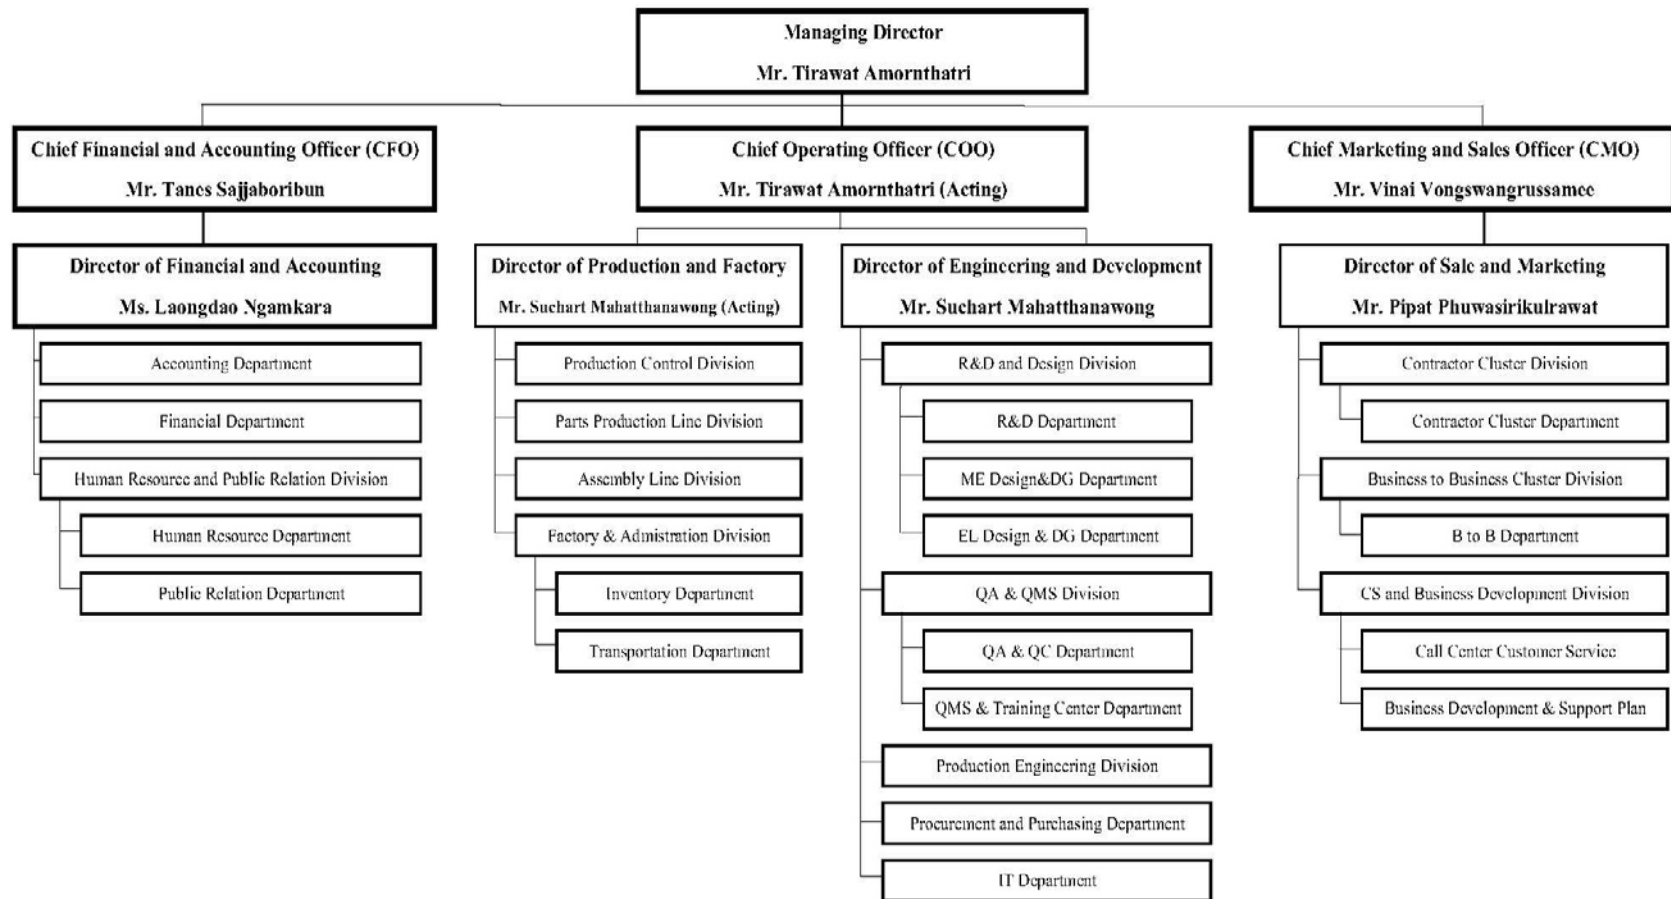 Managing Director
Mr. Tirawat Amornthatri
Chief Financial and Accounting Officer (CFO)
Mr. Tanes Sajjaboribun
Chief Operating Officer (COO)
Mr. Tirawat Amornthatri (Acting)
Chief Marketing and Sales Officer (CMO)
Mr. Vinai Vongswangrussamee
Director of Financial and Accounting
Ms. Laongdao Ngamkara
Accounting Department
Financial Department
Human Resource and Public Relation Division
Human Resource Department
Public Relation Department
Director of Production and Factory
Mr. Suchart Mahatthanawong (Acting)
Production Control Division
Parts Production Line Division
Assembly Line Division
Factory & Admistration Division
Inventory Department
Transportation Department
Director of Engineering and Development
Mr. Suchart Mahatthanawong
R&D and Design Division
R&D Department
ME Design&DG Department
EL Design & DG Department
QA & QMS Division
QA & QC Department
QMS & Training Center Department
Production Engineering Division
Procurement and Purchasing Department
IT Department
Director of Sale and Marketing
Mr. Pipat Phuwasirikulrawat
Contractor Cluster Division
Contractor Cluster Department
Business to Business Cluster Division
B to B Department
CS and Business Development Division
Call Center Customer Service
Business Development & Support Plan